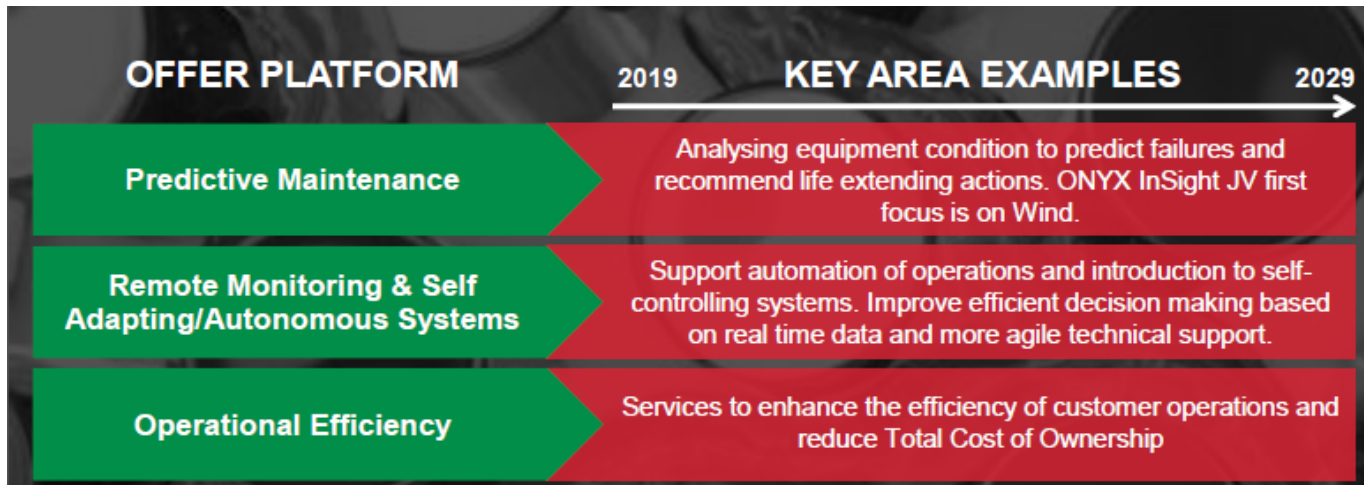 OFFER PLATFORM
2019 KEY AREA EXAMPLES 2029
Predictive Maintenance
Analysing equipment condition to predict failures and
recommend life extending actions. ONYX InSight JV first
focus is on Wind.
Remote Monitoring & Self
Adapting/Autonomous Systems
Support automation of operations and introduction to self-
controlling systems. Improve efficient decision making based
on real time data and more agile technical support.
Operational Efficiency
Services to enhance the efficiency of customer operations and
reduce Total Cost of Ownership